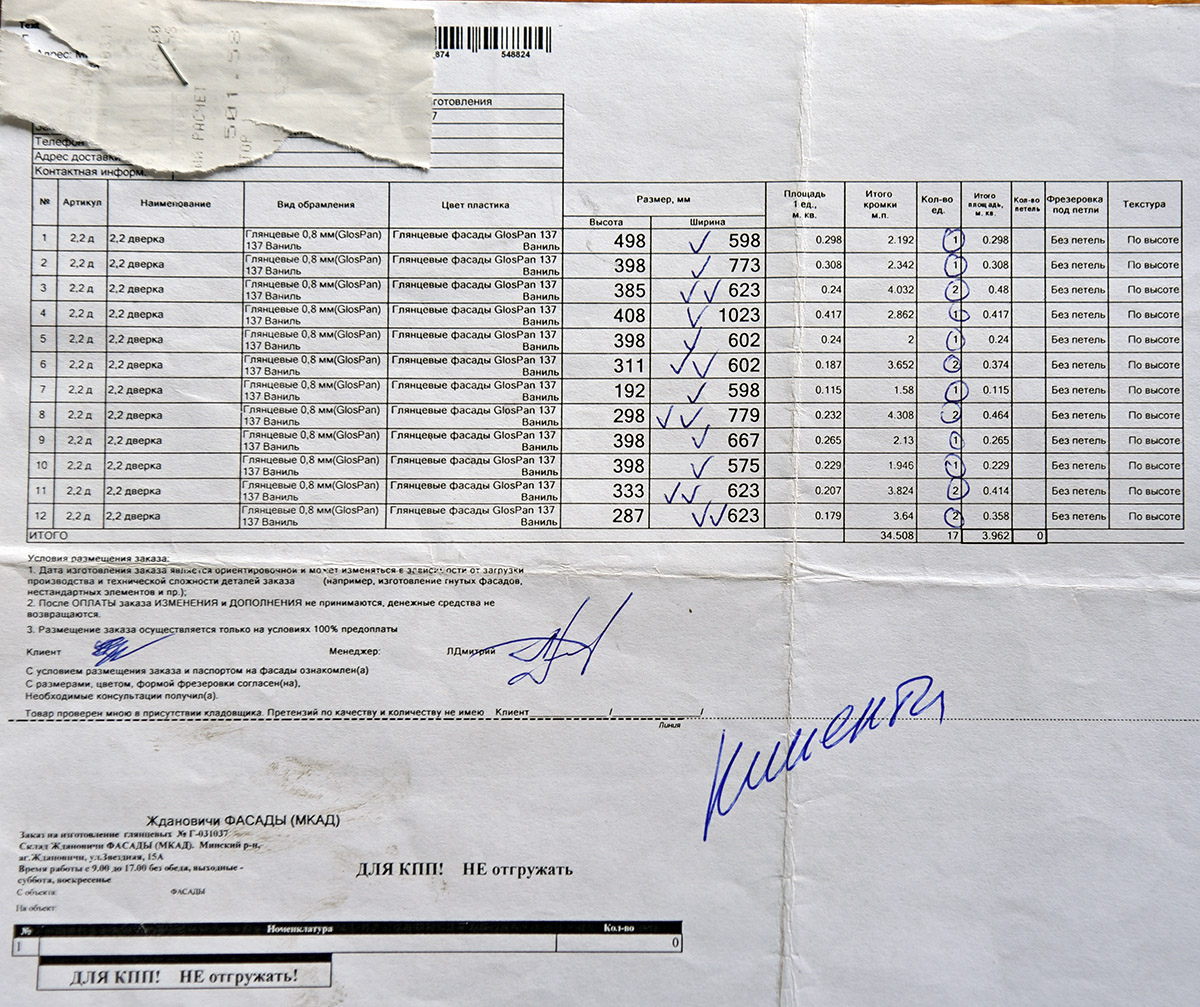 Text
Адрес: М
874 548824
РАСЧЕТ
501.58
готовления
7
Телефон
Адрес доставки
Контактная информ.
№ Артикул Наименование Вид обрамления Цвет пластика Размер, мм Площадь 1 ед., м. кв. Итого кромки м.п. Кол-во ед. Итого площадь, м. кв. Кол-во петель Фрезеровка под петли Текстура
Высота Ширина
1 2,2 д 2,2 дверка Глянцевые 0,8 мм(GlosPan) 137 Ваниль Глянцевые фасады GlosPan 137 Ваниль 498 598 0.298 2.192 1 0.298 Без петель По высоте
2 2,2 д 2,2 дверка Глянцевые 0,8 мм(GlosPan) 137 Ваниль Глянцевые фасады GlosPan 137 Ваниль 398 773 0.308 2.342 1 0.308 Без петель По высоте
3 2,2 д 2,2 дверка Глянцевые 0,8 мм(GlosPan) 137 Ваниль Глянцевые фасады GlosPan 137 Ваниль 385 623 0.24 4.032 2 0.48 Без петель По высоте
4 2,2 д 2,2 дверка Глянцевые 0,8 мм(GlosPan) 137 Ваниль Глянцевые фасады GlosPan 137 Ваниль 408 1023 0.417 2.862 1 0.417 Без петель По высоте
5 2,2 д 2,2 дверка Глянцевые 0,8 мм(GlosPan) 137 Ваниль Глянцевые фасады GlosPan 137 Ваниль 398 602 0.24 2 1 0.24 Без петель По высоте
6 2,2 д 2,2 дверка Глянцевые 0,8 мм(GlosPan) 137 Ваниль Глянцевые фасады GlosPan 137 Ваниль 311 602 0.187 3.652 2 0.374 Без петель По высоте
7 2,2 д 2,2 дверка Глянцевые 0,8 мм(GlosPan) 137 Ваниль Глянцевые фасады GlosPan 137 Ваниль 192 598 0.115 1.58 1 0.115 Без петель По высоте
8 2,2 д 2,2 дверка Глянцевые 0,8 мм(GlosPan) 137 Ваниль Глянцевые фасады GlosPan 137 Ваниль 298 779 0.232 4.308 2 0.464 Без петель По высоте
9 2,2 д 2,2 дверка Глянцевые 0,8 мм(GlosPan) 137 Ваниль Глянцевые фасады GlosPan 137 Ваниль 398 667 0.265 2.13 1 0.265 Без петель По высоте
10 2,2 д 2,2 дверка Глянцевые 0,8 мм(GlosPan) 137 Ваниль Глянцевые фасады GlosPan 137 Ваниль 398 575 0.229 1.946 1 0.229 Без петель По высоте
11 2,2 д 2,2 дверка Глянцевые 0,8 мм(GlosPan) 137 Ваниль Глянцевые фасады GlosPan 137 Ваниль 333 623 0.207 3.824 2 0.414 Без петель По высоте
12 2,2 д 2,2 дверка Глянцевые 0,8 мм(GlosPan) 137 Ваниль Глянцевые фасады GlosPan 137 Ваниль 287 623 0.179 3.64 2 0.358 Без петель По высоте
ИТОГО 34.508 17 3.962 0
Условия размещения заказа:
1. Дата изготовления заказа является ориентировочной и может изменяться в зависимости от загрузки
производства и технической сложности деталей заказа (например, изготовление гнутых фасадов,
нестандартных элементов и пр.);
2. После ОПЛАТЫ заказа ИЗМЕНЕНИЯ и ДОПОЛНЕНИЯ не принимаются, денежные средства не
возвращаются.
3. Размещение заказа осуществляется только на условиях 100% предоплаты
Клиент Менеджер: ЛДмитрий
С условием размещения заказа и паспортом на фасады ознакомлен(а)
С размерами, цветом, формой фрезеровки согласен(на),
Необходимые консультации получил(а).
Товар проверен мною в присутствии кладовщика. Претензий по качеству и количеству не имею Клиент / /
Линия
Ждановичи ФАСАДЫ (МКАД)
Заказ на изготовление глянцевых № Г-031037
Склад Ждановичи ФАСАДЫ (МКАД). Минский р-н,
аг.Ждановичи, ул.Звездная, 15А
Время работы с 9.00 до 17.00 без обеда, выходные -
суббота, воскресенье
С объекта: ФАСАДЫ
На объект:
ДЛЯ КПП! НЕ отгружать
№ Номенклатура Кол-во
1 0
ДЛЯ КПП! НЕ отгружать!